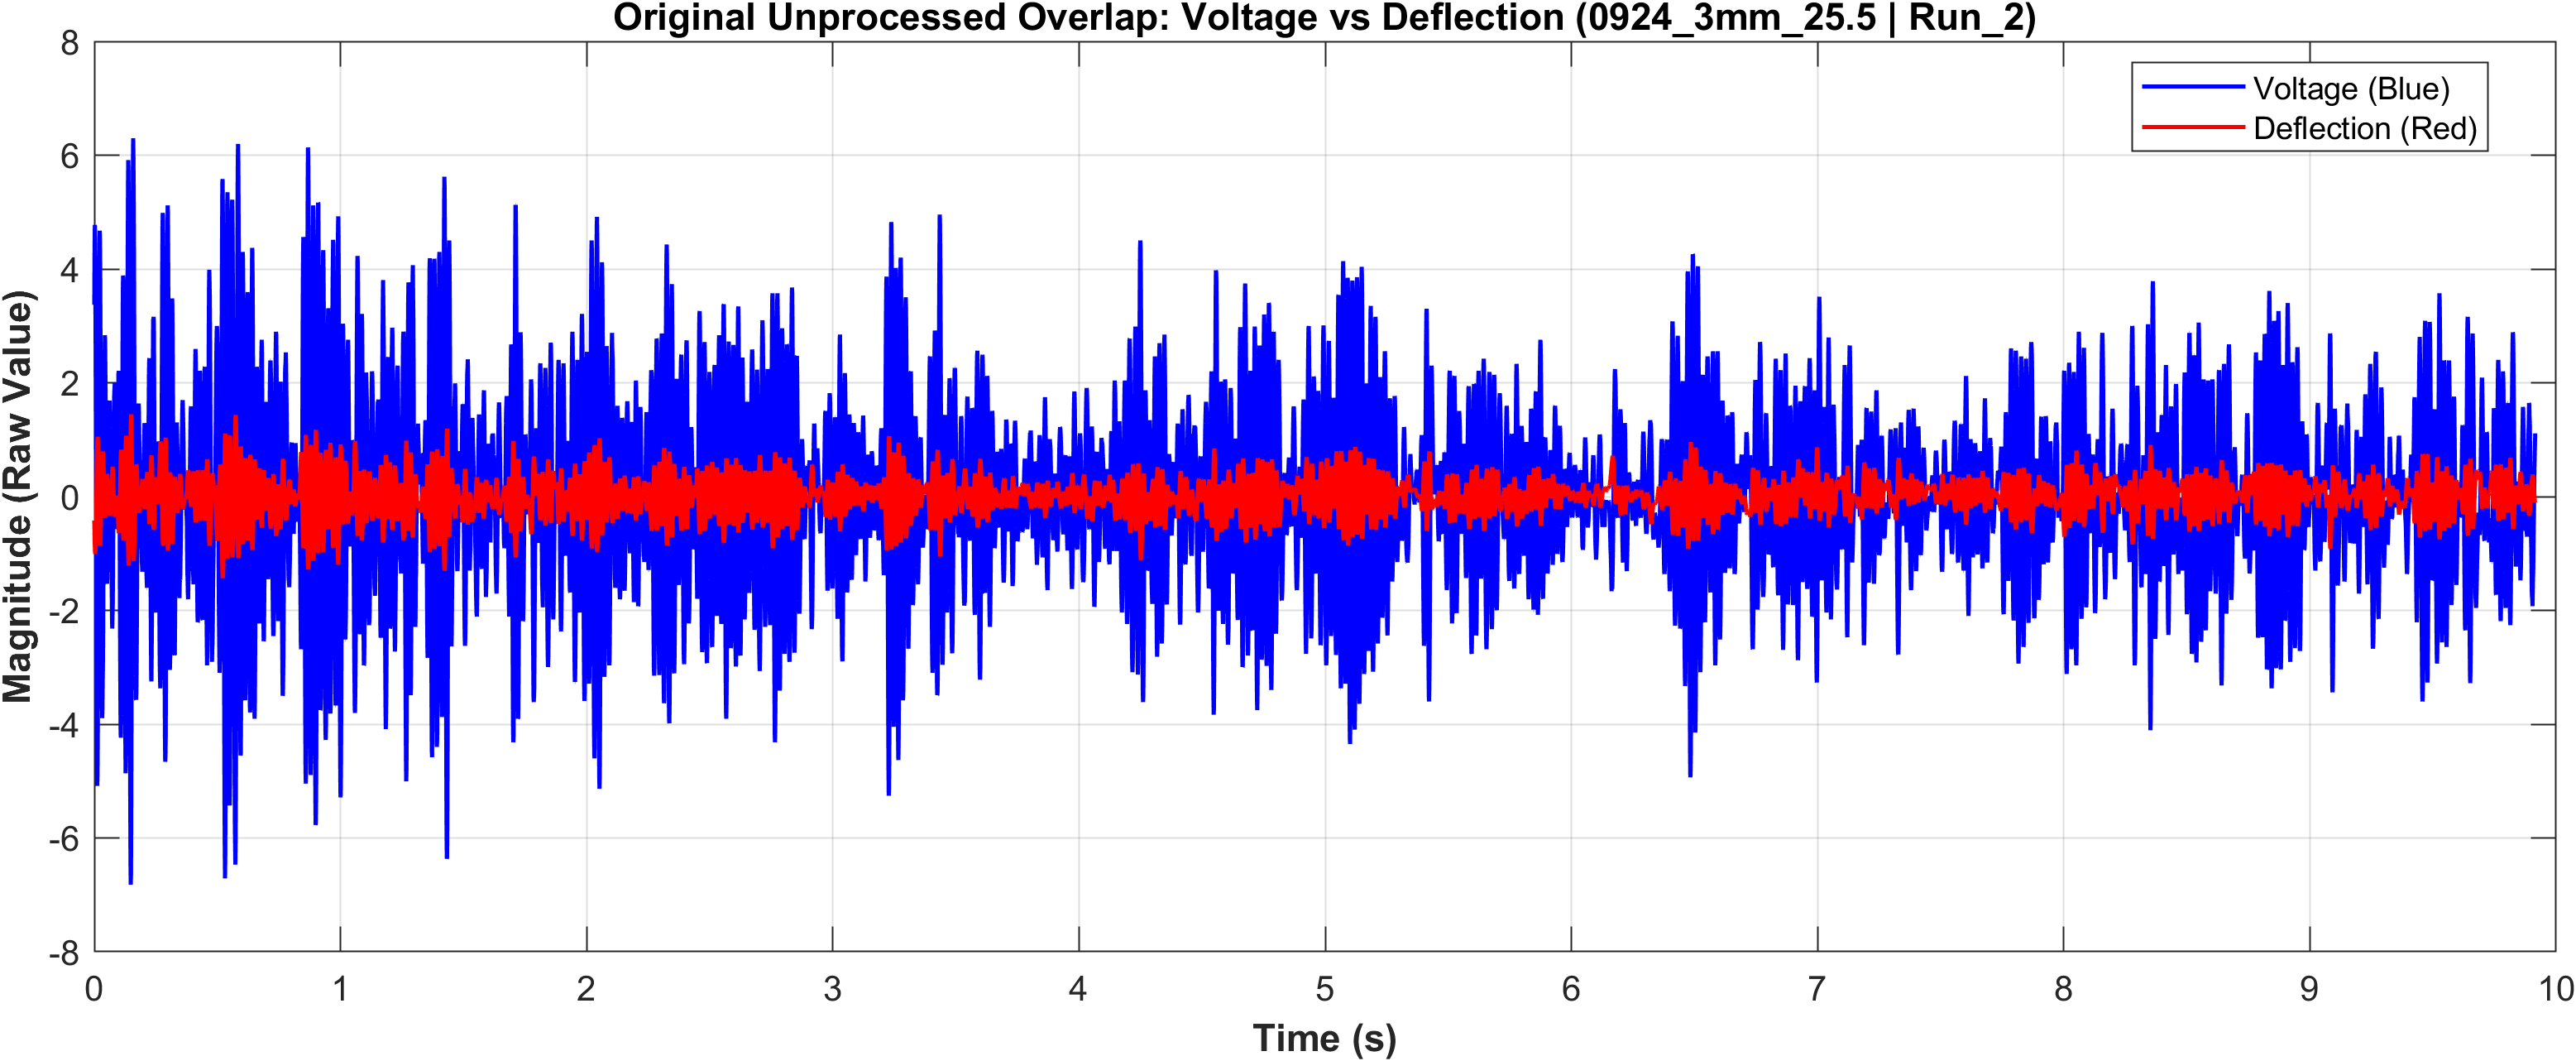 Original Unprocessed Overlap: Voltage vs Deflection (0924_3mm_25.5 | Run_2)
Voltage (Blue)
Deflection (Red)
Magnitude (Raw Value)
8
6
4
2
0
-2
-4
-6
-8
0 1 2 3 4 5 6 7 8 9 10
Time (s)